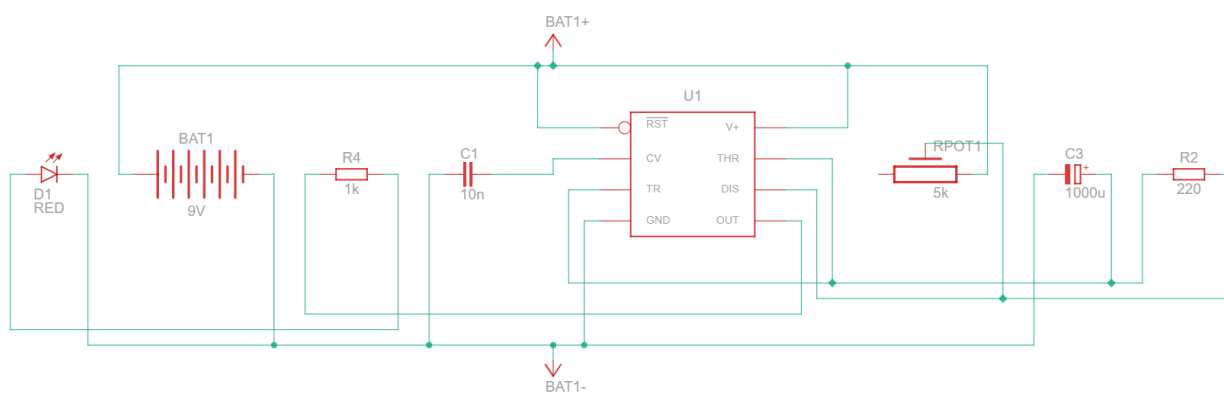 BAT1+
U1
RST
V+
BAT1
RPOT1
R4
C1
CV
THR
C3
R2
+
D1
1k
10n
TR
DIS
5k
1000u
220
RED
9V
GND
OUT
BAT1-